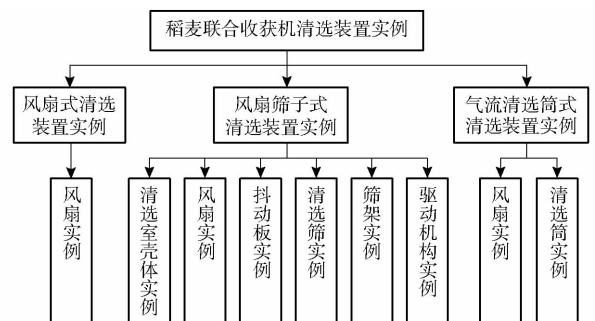 稻麦联合收获机清选装置实例
风扇式清选
装置实例
风扇筛子式
清选装置实例
气流清选筒式
清选装置实例
风扇实例
清选室壳体实例
风扇实例
抖动板实例
清选筛实例
筛架实例
驱动机构实例
风扇实例
清选筒实例